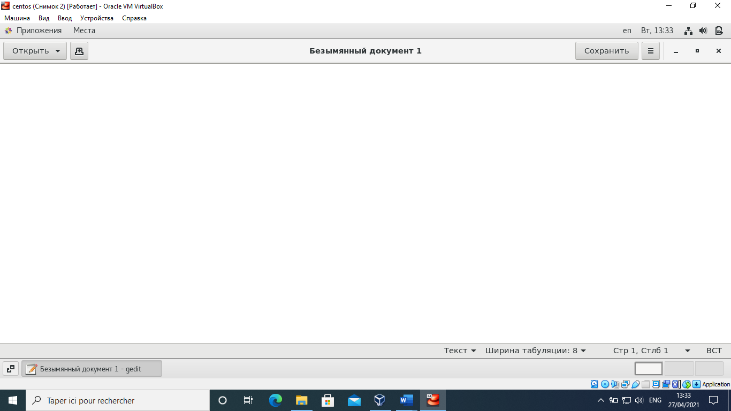 centos (Снимок 2) [Работает] - Oracle VM VirtualBox
Машина Вид Ввод Устройства Справка
Приложения Места en Вт, 13:33
Открыть Безымянный документ 1 Сохранить
Текст Ширина табуляции: 8 Стр 1, Стлб 1 ВСТ
Безымянный документ 1 - gedit
Application
Taper ici pour rechercher ENG 13:33
27/04/2021